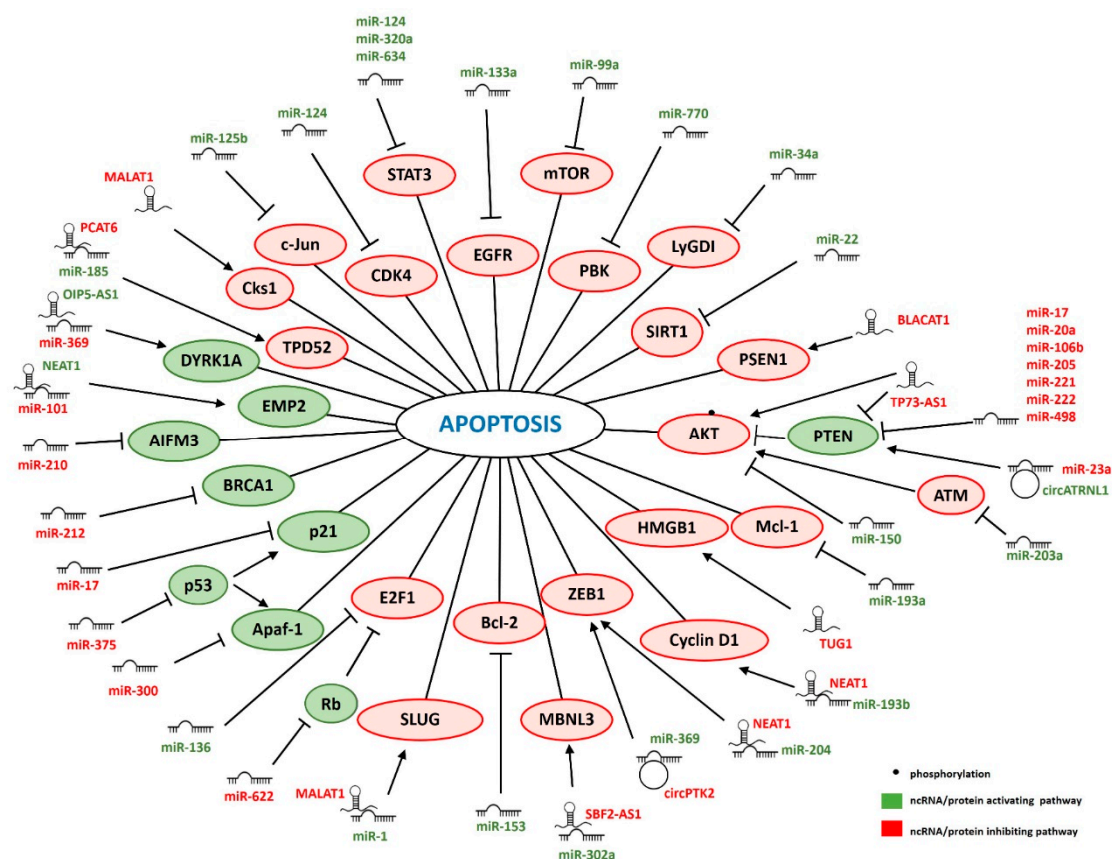 miR-124
miR-320a
miR-634
miR-133a
miR-99a
miR-124
miR-770
miR-125b
miR-34a
MALAT1
STAT3
mTOR
PCAT6
c-Jun
EGFR
LyGDI
miR-22
miR-185
Cks1
CDK4
PBK
OIP5-AS1
miR-369
TPD52
SIRT1
BLACAT1
miR-17
miR-20a
miR-106b
miR-205
miR-221
miR-222
miR-498
DYRK1A
PSEN1
NEAT1
miR-101
EMP2
TP73-AS1
APOPTOSIS
AKT
PTEN
AIFM3
miR-210
BRCA1
miR-23a
circATRNL1
ATM
miR-212
p21
HMGB1
Mcl-1
miR-150
miR-203a
miR-17
p53
E2F1
ZEB1
miR-193a
miR-375
Apaf-1
Bcl-2
Cyclin D1
TUG1
miR-300
NEAT1
miR-193b
Rb
SLUG
MBNL3
miR-136
miR-369
NEAT1
miR-204
miR-622
MALAT1
circPTK2
miR-1
miR-153
SBF2-AS1
miR-302a
phosphorylation
ncRNA/protein activating pathway
ncRNA/protein inhibiting pathway